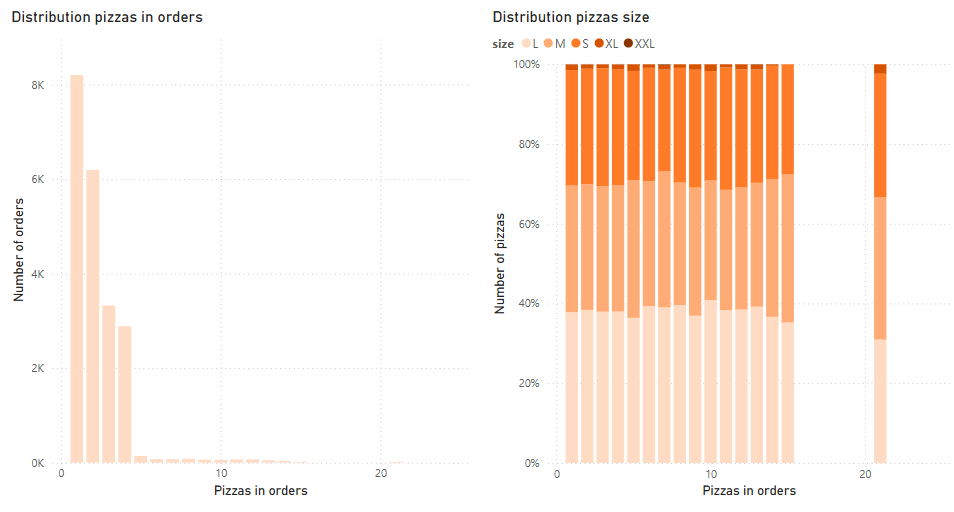 Distribution pizzas in orders
8K
6K
4K
2K
0K
0
10
20
Number of orders
Pizzas in orders
Distribution pizzas size
size L M S XL XXL
100%
80%
60%
40%
20%
0%
0
10
20
Number of pizzas
Pizzas in orders